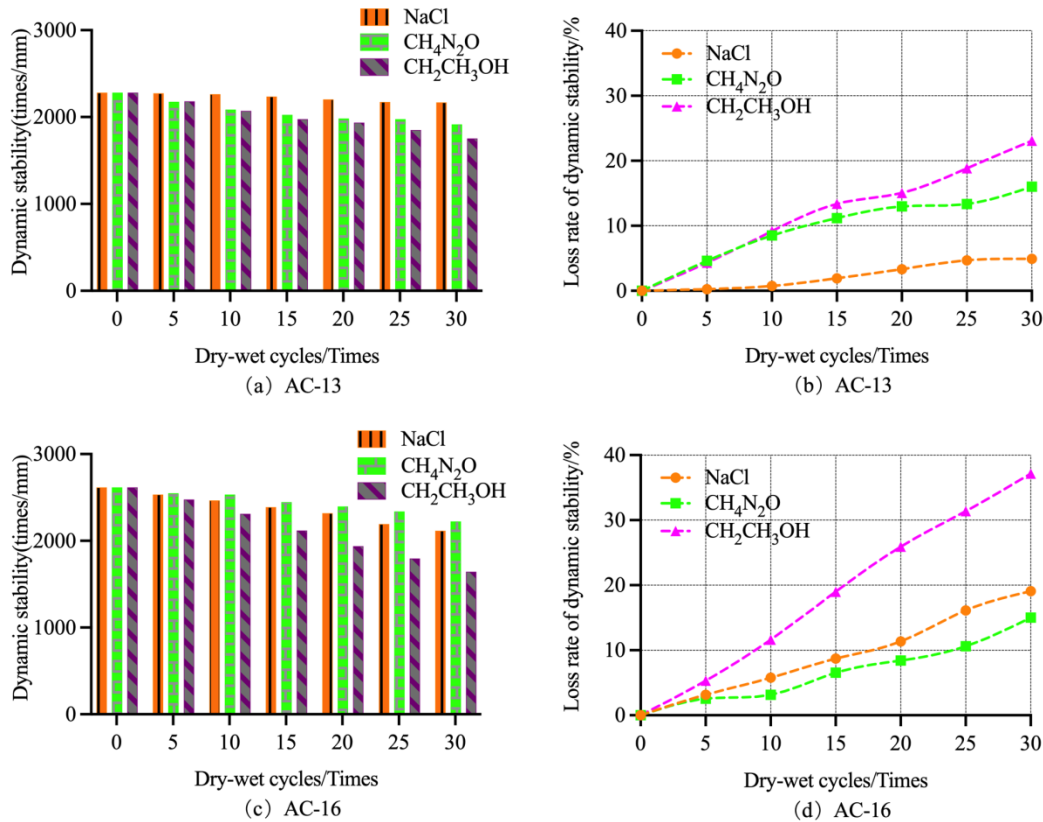 Dynamic stability(times/mm)
3000
2000
1000
0
NaCl
CH₄N₂O
CH₂CH₃OH
0 5 10 15 20 25 30
Dry-wet cycles/Times
(a) AC-13
Loss rate of dynamic stability/%
40
30
20
10
0
NaCl
CH₄N₂O
CH₂CH₃OH
0 5 10 15 20 25 30
Dry-wet cycles/Times
(b) AC-13
Dynamic stability(times/mm)
3000
2000
1000
0
NaCl
CH₄N₂O
CH₂CH₃OH
0 5 10 15 20 25 30
Dry-wet cycles/Times
(c) AC-16
Loss rate of dynamic stability/%
40
30
20
10
0
NaCl
CH₄N₂O
CH₂CH₃OH
0 5 10 15 20 25 30
Dry-wet cycles/Times
(d) AC-16